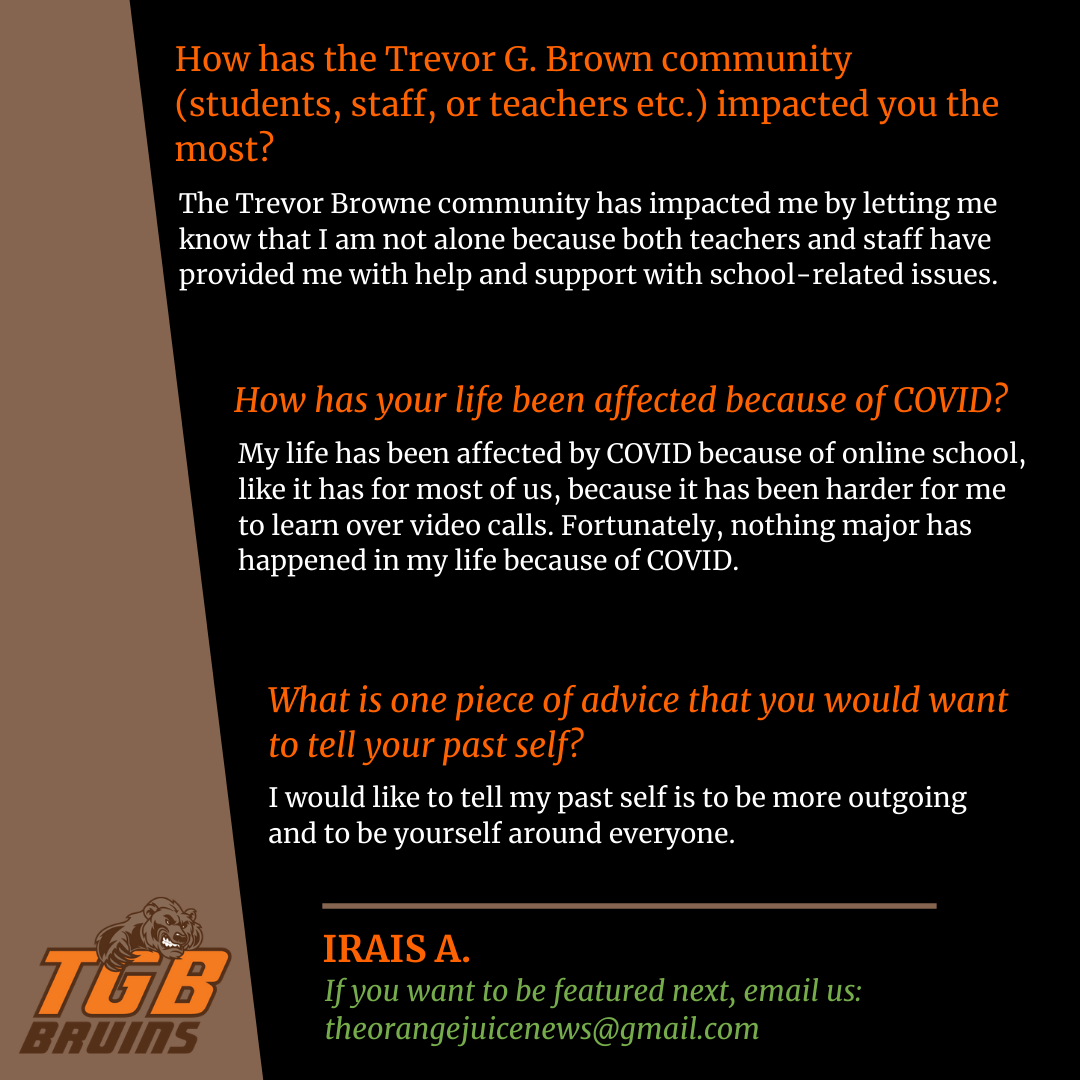 How has the Trevor G. Brown community
(students, staff, or teachers etc.) impacted you the
most?
The Trevor Browne community has impacted me by letting me
know that I am not alone because both teachers and staff have
provided me with help and support with school-related issues.
How has your life been affected because of COVID?
My life has been affected by COVID because of online school,
like it has for most of us, because it has been harder for me
to learn over video calls. Fortunately, nothing major has
happened in my life because of COVID.
What is one piece of advice that you would want
to tell your past self?
I would like to tell my past self is to be more outgoing
and to be yourself around everyone.
IRAIS A.
If you want to be featured next, email us:
theorangejuicenews@gmail.com
TGB
BRUINS